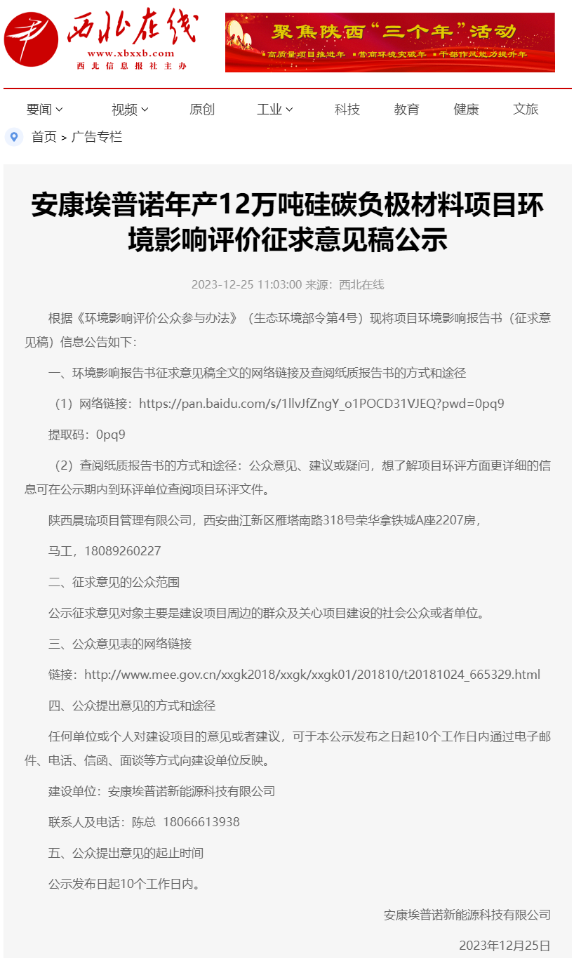 西北在线
www.xbxxb.com
西北信息报社主办
聚焦陕西“三个年”活动
高质量项目推进年 营商环境突破年 干部作风能力提升年
要闻 视频 原创 工业 科技 教育 健康 文旅
首页 > 广告专栏
安康埃普诺年产12万吨硅碳负极材料项目环
境影响评价征求意见稿公示
2023-12-25 11:03:00 来源：西北在线
根据《环境影响评价公众参与办法》（生态环境部令第4号）现将项目环境影响报告书（征求意
见稿）信息公告如下：
一、环境影响报告书征求意见稿全文的网络链接及查阅纸质报告书的方式和途径
（1）网络链接：https://pan.baidu.com/s/1llvJfZngY_o1POCD31VJEQ?pwd=0pq9
提取码：0pq9
（2）查阅纸质报告书的方式和途径：公众意见、建议或疑问，想了解项目环评方面更详细的信
息可在公示期内到环评单位查阅项目环评文件。
陕西晨琉项目管理有限公司，西安曲江新区雁塔南路318号荣华拿铁城A座2207房，
马工，18089260227
二、征求意见的公众范围
公示征求意见对象主要是建设项目周边的群众及关心项目建设的社会公众或者单位。
三、公众意见表的网络链接
链接：http://www.mee.gov.cn/xxgk2018/xxgk/xxgk01/201810/t20181024_665329.html
四、公众提出意见的方式和途径
任何单位或个人对建设项目的意见或者建议，可于本公示发布之日起10个工作日内通过电子邮
件、电话、信函、面谈等方式向建设单位反映。
建设单位：安康埃普诺新能源科技有限公司
联系人及电话：陈总 18066613938
五、公众提出意见的起止时间
公示发布日起10个工作日内。
安康埃普诺新能源科技有限公司
2023年12月25日